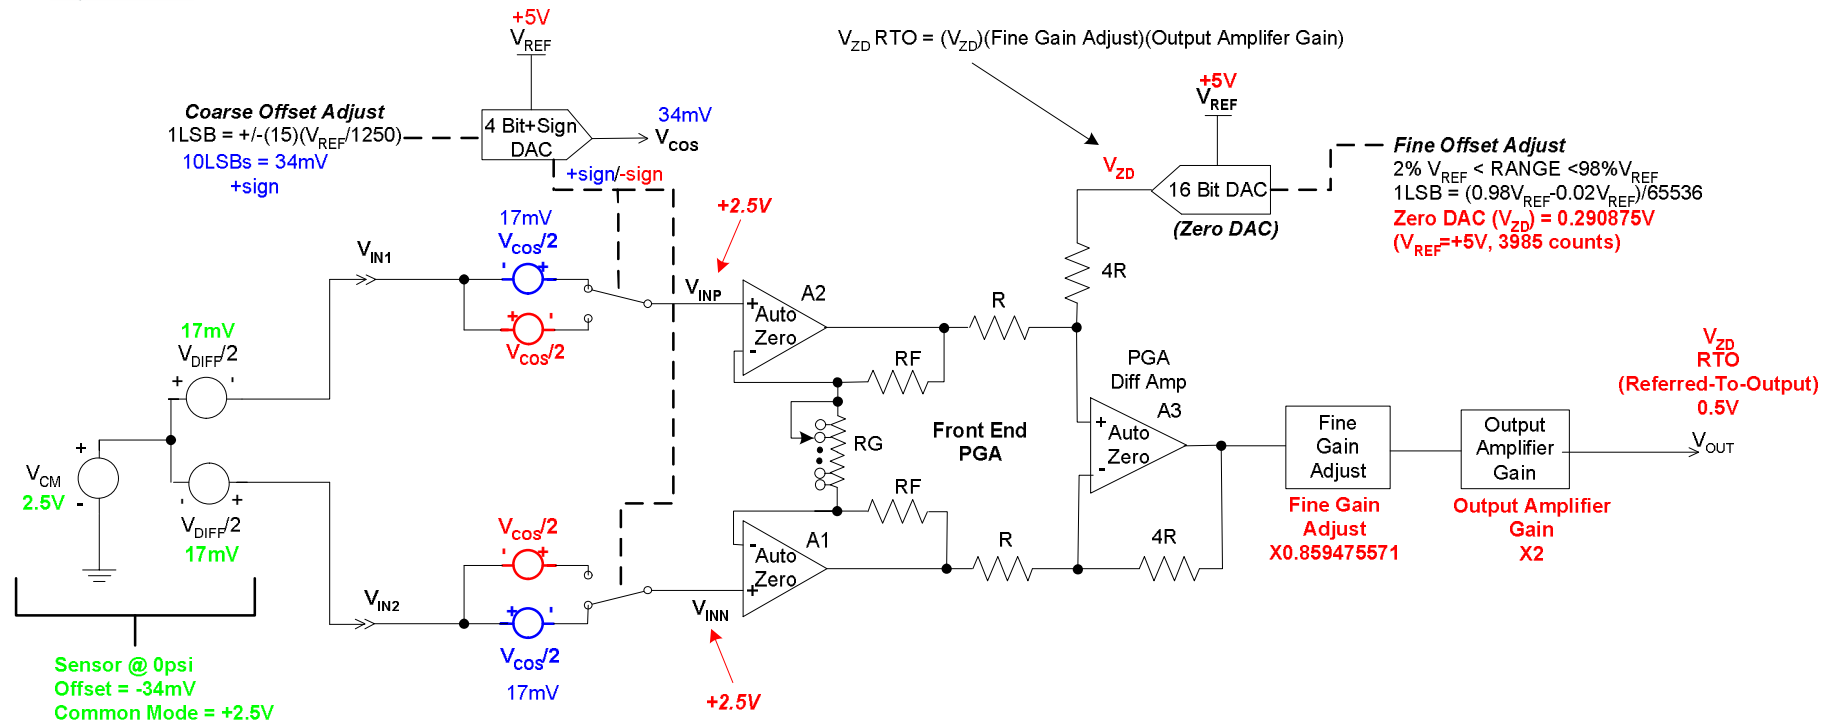 +5V
VREF
VZD RTO = (VZD)(Fine Gain Adjust)(Output Amplifer Gain)
Coarse Offset Adjust
1LSB = +/-(15)(VREF/1250)
10LSBs = 34mV
+sign
4 Bit+Sign
DAC
34mV
VCOS
+sign/-sign
+5V
VREF
VZD
16 Bit DAC
(Zero DAC)
Fine Offset Adjust
2% VREF < RANGE <98%VREF
1LSB = (0.98VREF-0.02VREF)/65536
Zero DAC (VZD) = 0.290875V
(VREF=+5V, 3985 counts)
+2.5V
17mV
VCOS/2
VIN1
- +
+ -
VCOS/2
VINP
+
Auto
Zero
-
A2
R
4R
RF
17mV
VDIFF/2
+ -
+
VCM
2.5V
-
- +
VDIFF/2
17mV
RG
Front End
PGA
PGA
Diff Amp
A3
+
Auto
Zero
-
Fine
Gain
Adjust
Output
Amplifier
Gain
VZD
RTO
(Referred-To-Output)
0.5V
VOUT
Fine Gain
Adjust
X0.859475571
Output Amplifier
Gain
X2
RF
R
4R
A1
-
Auto
Zero
+
VCOS/2
- +
VIN2
+ -
VCOS/2
17mV
VINN
+2.5V
Sensor @ 0psi
Offset = -34mV
Common Mode = +2.5V